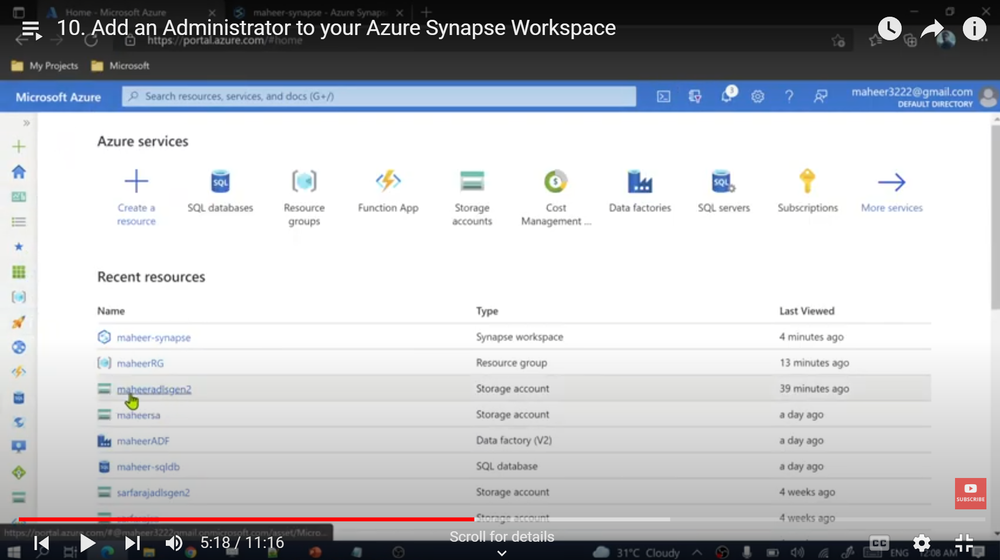 Home - Microsoft Azure
maheer-synapse - Azure Synaps
10. Add an Administrator to your Azure Synapse Workspace
https://portal.azure.com/#home
My Projects
Microsoft
Microsoft Azure
Search resources, services, and docs (G+/)
3
maheer3222@gmail.com
DEFAULT DIRECTORY
Azure services
Create a resource
SQL databases
Resource groups
Function App
Storage accounts
Cost Management ...
Data factories
SQL servers
Subscriptions
More services
Recent resources
Name Type Last Viewed
maheer-synapse Synapse workspace 4 minutes ago
maheerRG Resource group 13 minutes ago
maheeradlsgen2 Storage account 39 minutes ago
maheersa Storage account a day ago
maheerADF Data factory (V2) a day ago
maheer-sqldb SQL database a day ago
sarfarajadlsgen2 Storage account 4 weeks ago
Storage account 4 weeks ago
SUBSCRIBE
https://portal.azure.com/#@maheer3222gmail.onmicrosoft.com/asset/Micro...
5:18 / 11:16
Scroll for details
CC
31°C Cloudy
ENG
12:08 AM